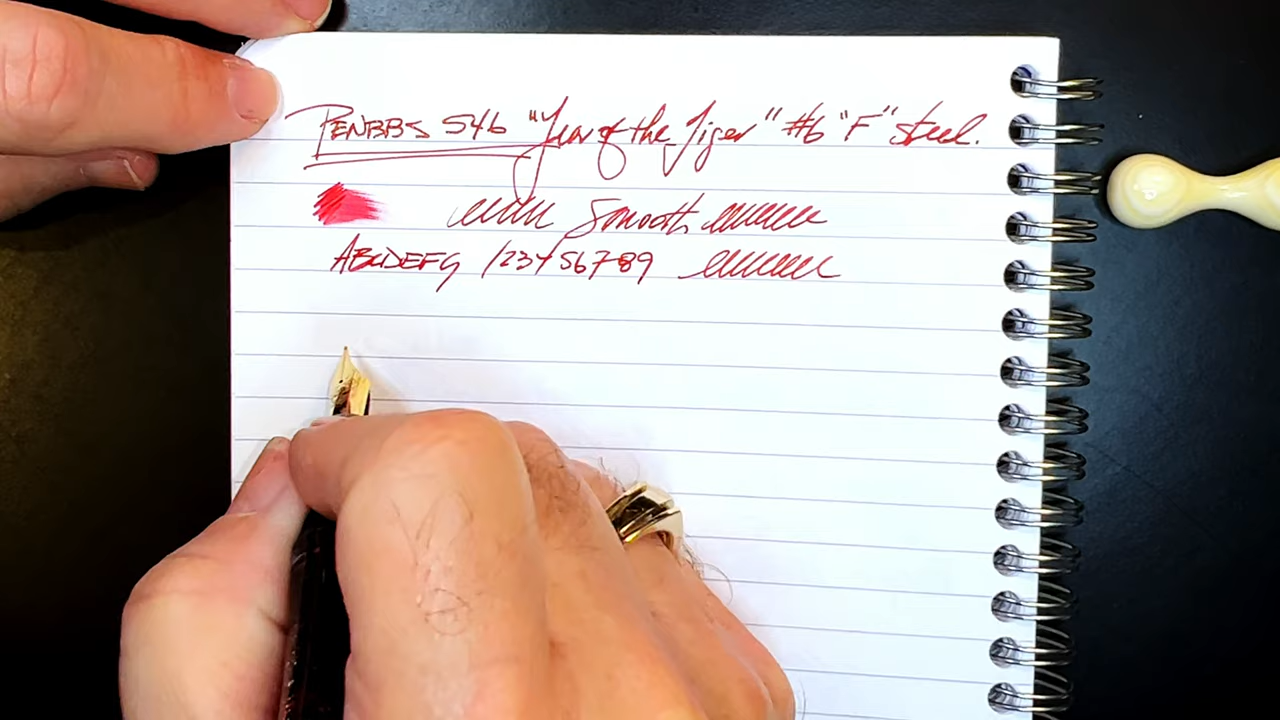 PENBBS 546 "Year of the Tiger" #6 "F" steel.
Smooth
ABCDEFG 123456789